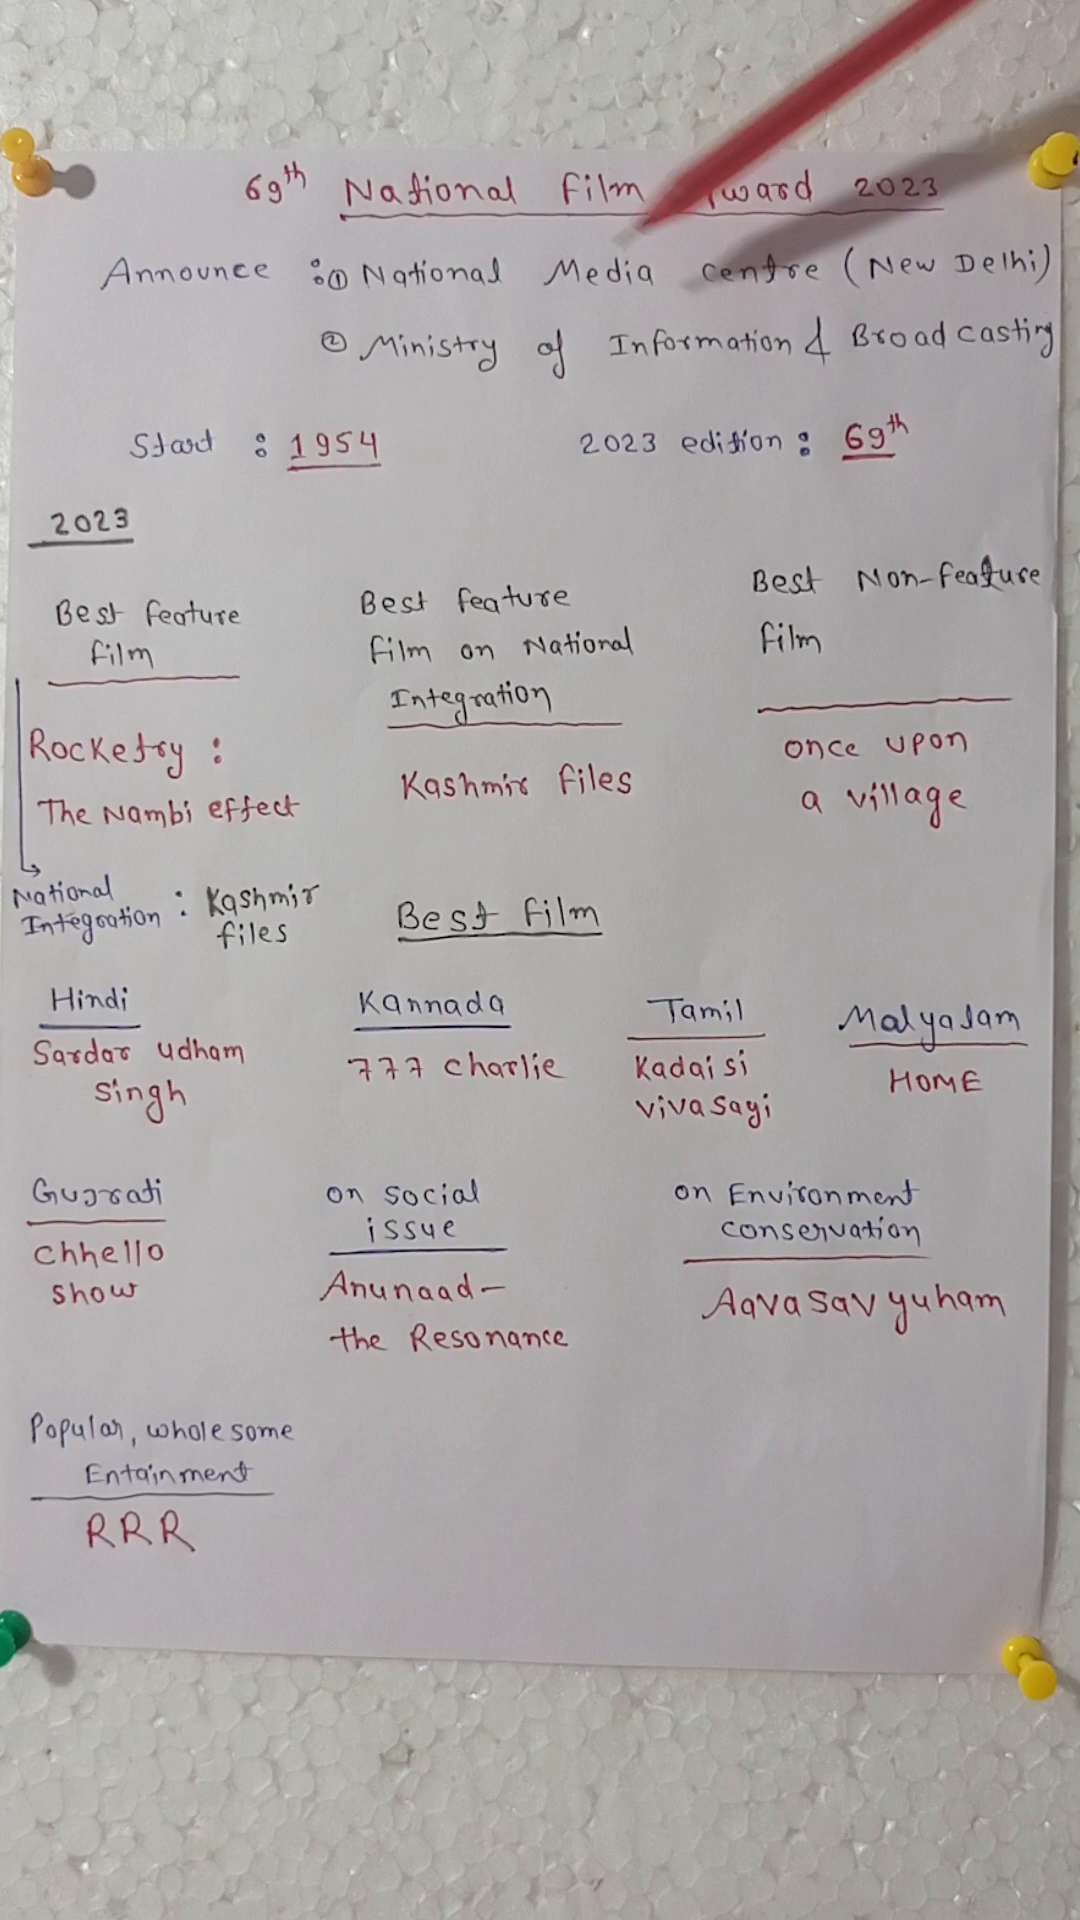 69th National Film ward 2023
Announce :① National Media centre (New Delhi)
② Ministry of Information & Broadcasting
Start : 1954 2023 edition : 69th
2023
Best feature
film
Best feature
film on National
Integration
Best Non-feature
film
Rocketry :
The Nambi effect
Kashmir files
once upon
a village
National
Integration : Kashmir
files
Best film
Hindi
Sardar Udham
Singh
Kannada
777 charlie
Tamil
Kadaisi
vivasayi
Malyalam
HOME
Gujrati
chhello
show
on social
issue
Anunaad-
the Resonance
on Environment
conservation
Aavasavyuham
Popular, wholesome
Entainment
RRR